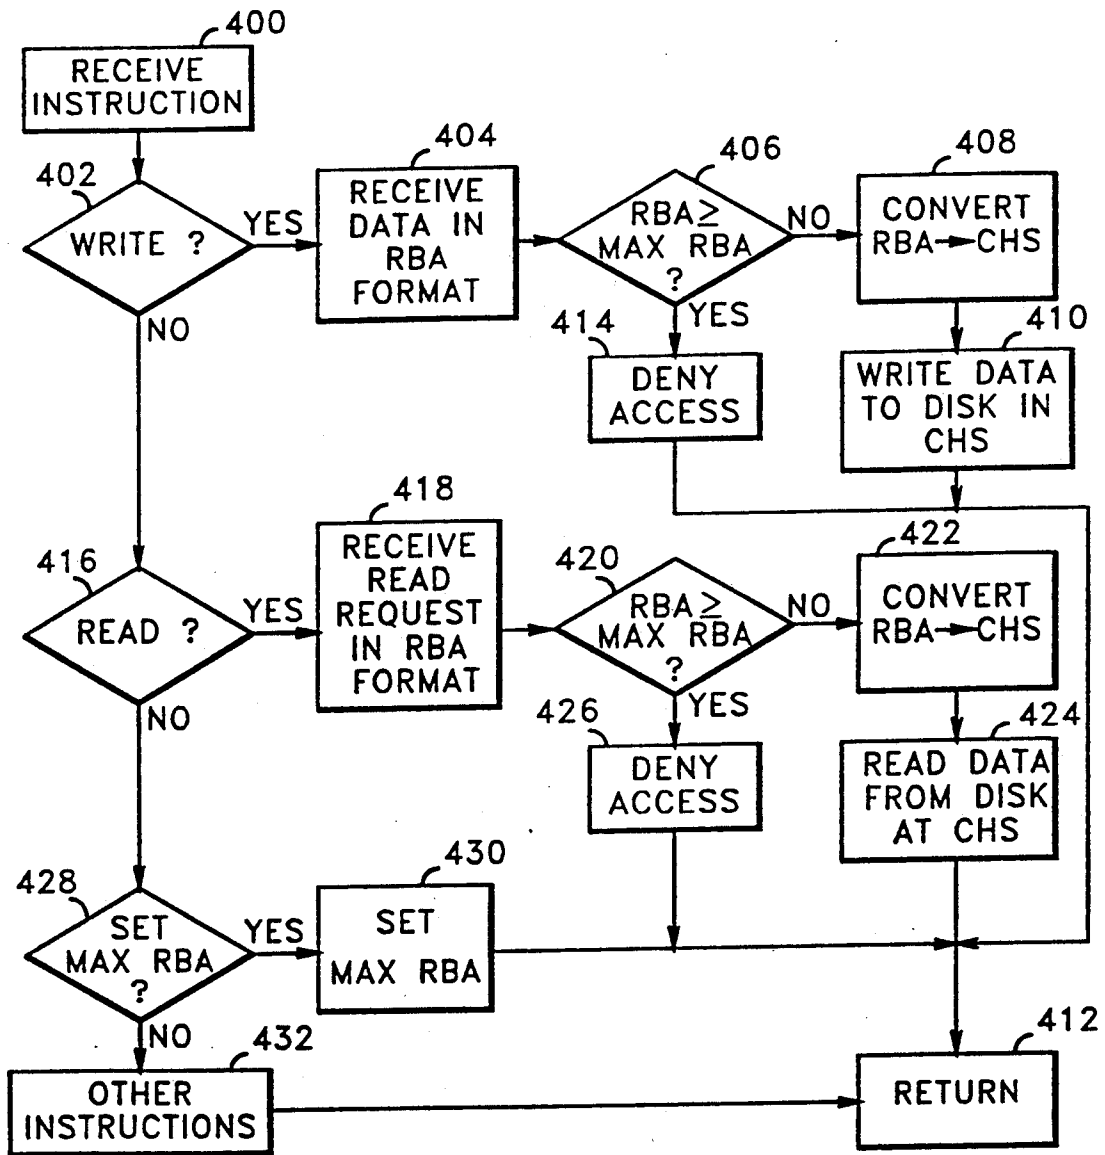 400
RECEIVE
INSTRUCTION
402
WRITE ?
YES
NO
404
RECEIVE
DATA IN
RBA
FORMAT
406
RBA ≥
MAX RBA
?
NO
YES
408
CONVERT
RBA → CHS
414
DENY
ACCESS
410
WRITE DATA
TO DISK IN
CHS
416
READ ?
YES
NO
418
RECEIVE
READ
REQUEST
IN RBA
FORMAT
420
RBA ≥
MAX RBA
?
NO
YES
422
CONVERT
RBA → CHS
426
DENY
ACCESS
424
READ DATA
FROM DISK
AT CHS
428
SET
MAX RBA
?
YES
NO
430
SET
MAX RBA
432
OTHER
INSTRUCTIONS
412
RETURN